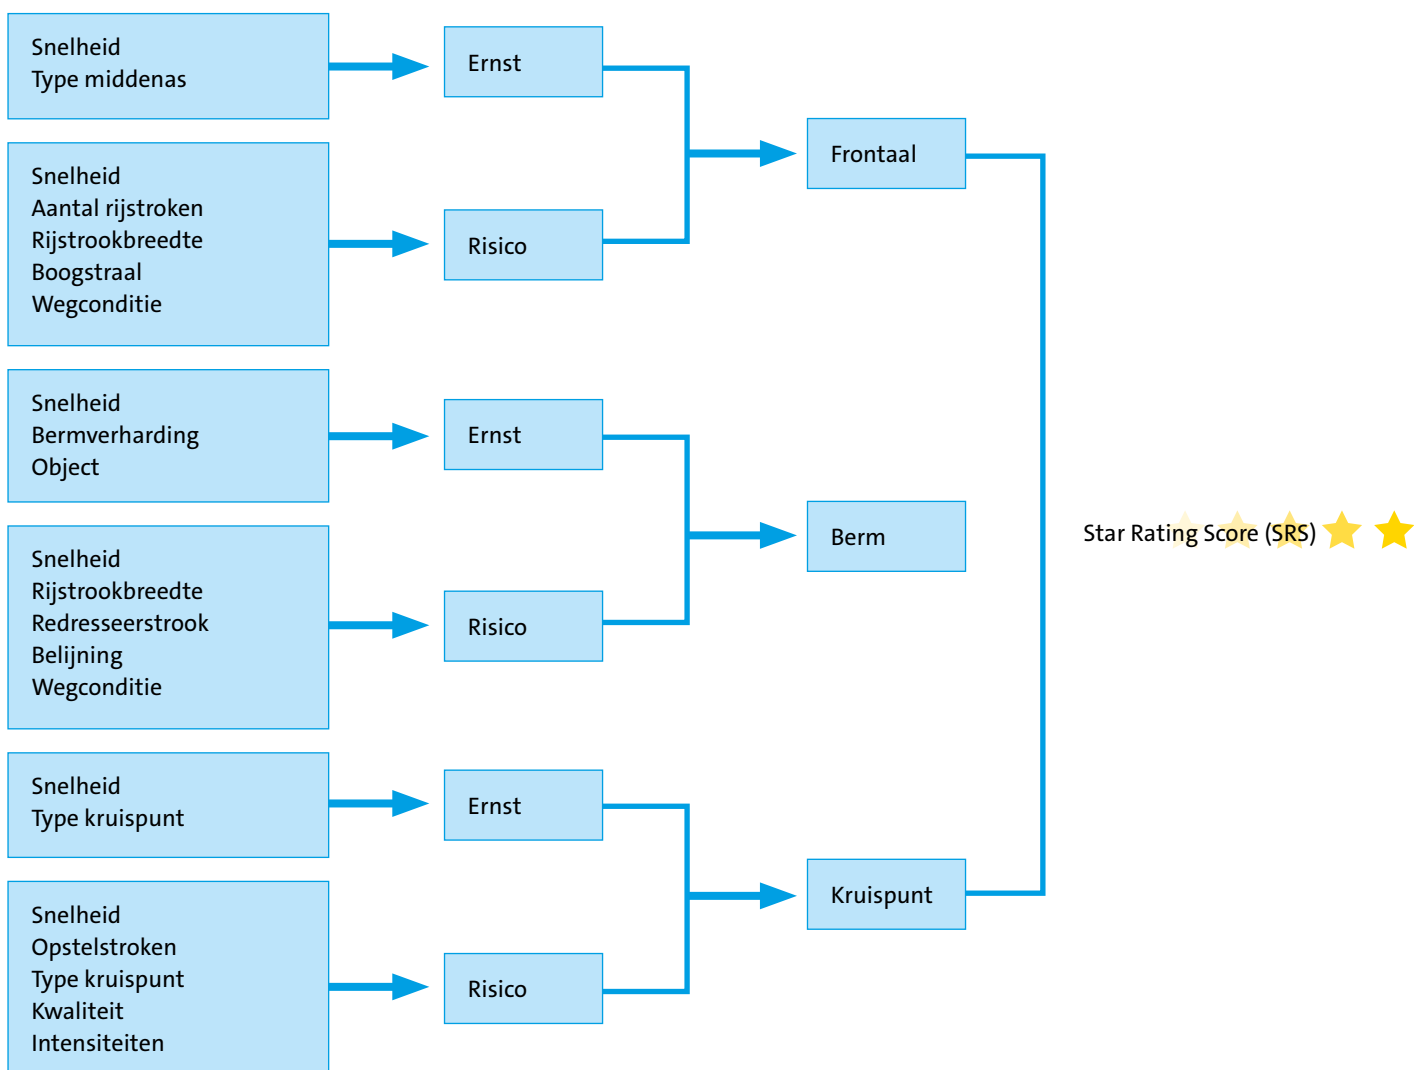 Snelheid
Type middenas
Ernst
Snelheid
Aantal rijstroken
Rijstrookbreedte
Boogstraal
Wegconditie
Risico
Frontaal
Snelheid
Bermverharding
Object
Ernst
Snelheid
Rijstrookbreedte
Redresseerstrook
Belijning
Wegconditie
Risico
Berm
Snelheid
Type kruispunt
Ernst
Snelheid
Opstelstroken
Type kruispunt
Kwaliteit
Intensiteiten
Risico
Kruispunt
Star Rating Score (SRS)